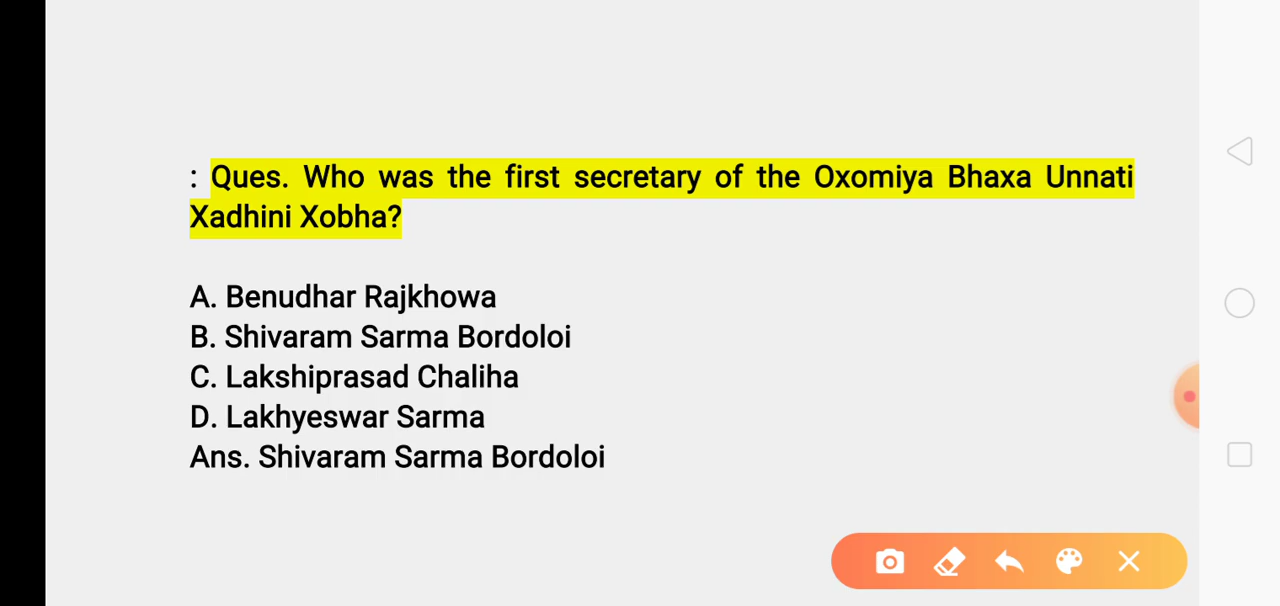 : Ques. Who was the first secretary of the Oxomiya Bhaxa Unnati
Xadhini Xobha?
A. Benudhar Rajkhowa
B. Shivaram Sarma Bordoloi
C. Lakshiprasad Chaliha
D. Lakhyeswar Sarma
Ans. Shivaram Sarma Bordoloi